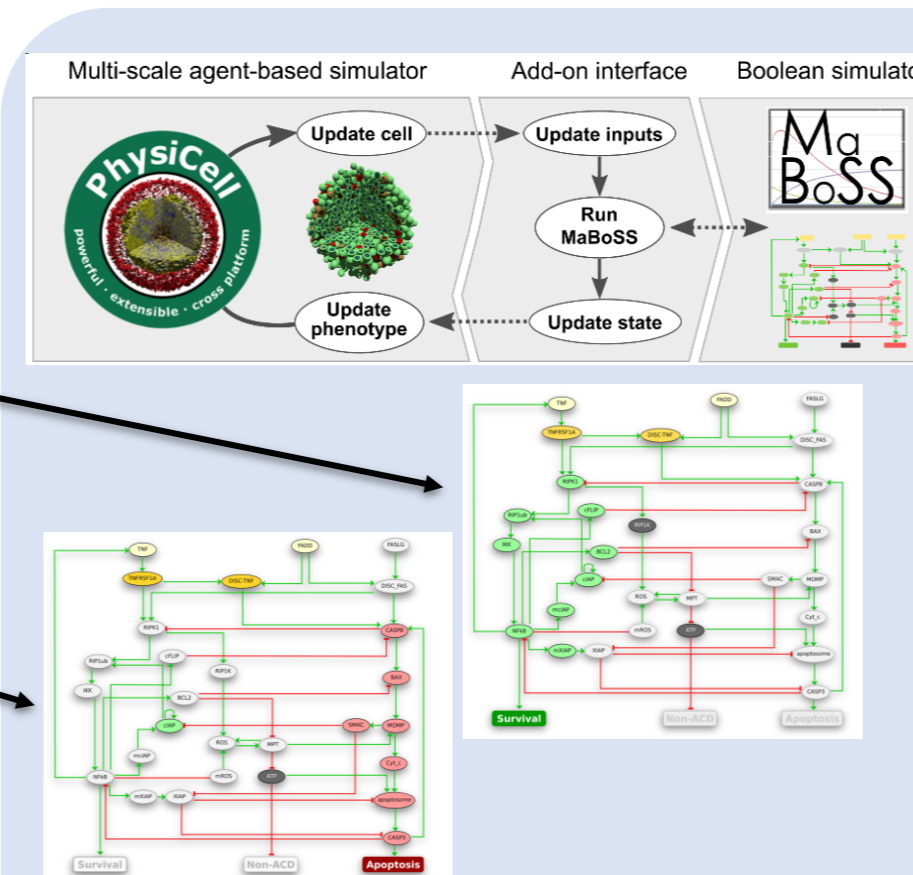 Multi-scale agent-based simulator
Add-on interface
Boolean simulato
PhysiCell
powerful · extensible · cross platform
Update cell
Update phenotype
Update inputs
Run MaBoSS
Update state
MaBoSS
TNF
FADD
FASLG
TNFRSF1A
DISC-TNF
DISC_FAS
RIPK1
CASP8
RIP1ub
cFLIP
RIP1K
BAX
IKK
BCL2
cIAP
SMAC
MOMP
ROS
MPT
mcIAP
Cyt_c
NFkB
mROS
ATP
mXIAP
XIAP
apoptosome
CASP3
Survival
Non-ACD
Apoptosis
TNF
FADD
FASLG
TNFRSF1A
DISC-TNF
DISC_FAS
RIPK1
CASP8
RIP1ub
cFLIP
RIP1K
BAX
IKK
BCL2
cIAP
SMAC
MOMP
ROS
MPT
mcIAP
Cyt_c
NFkB
mROS
ATP
mXIAP
XIAP
apoptosome
CASP3
Survival
Non-ACD
Apoptosis